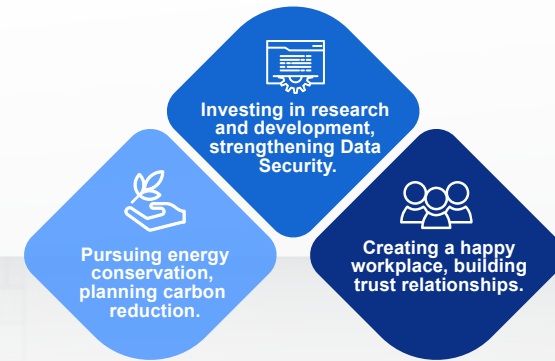 Investing in research
and development,
strengthening Data
Security.
Pursuing energy
conservation,
planning carbon
reduction.
Creating a happy
workplace, building
trust relationships.